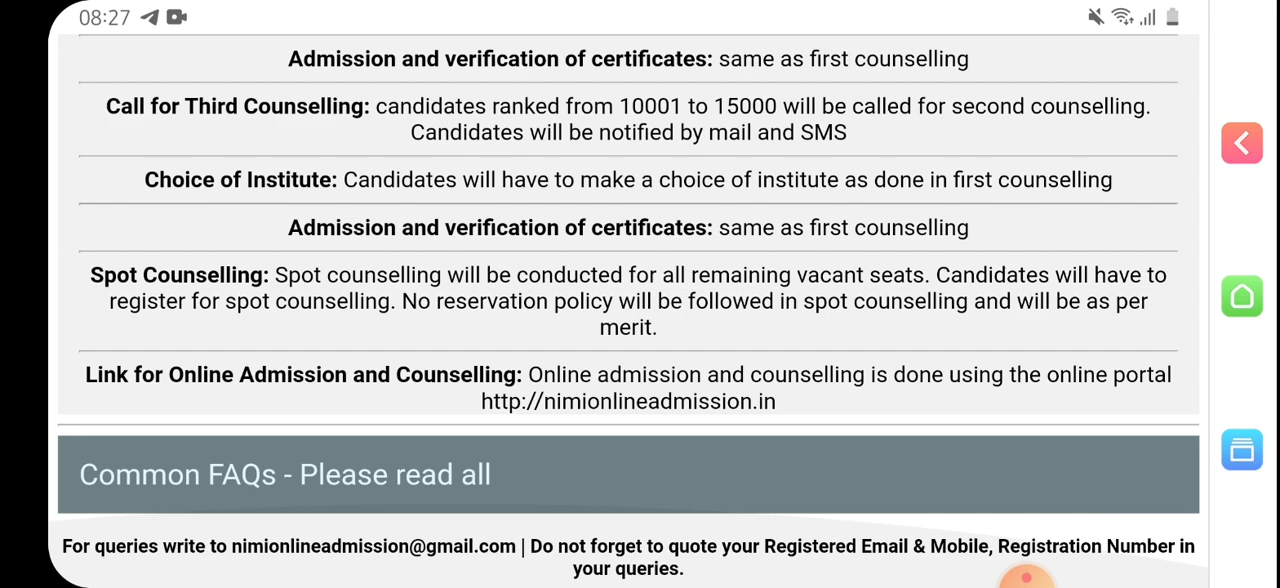 08:27
Admission and verification of certificates: same as first counselling
Call for Third Counselling: candidates ranked from 10001 to 15000 will be called for second counselling.
Candidates will be notified by mail and SMS
Choice of Institute: Candidates will have to make a choice of institute as done in first counselling
Admission and verification of certificates: same as first counselling
Spot Counselling: Spot counselling will be conducted for all remaining vacant seats. Candidates will have to
register for spot counselling. No reservation policy will be followed in spot counselling and will be as per
merit.
Link for Online Admission and Counselling: Online admission and counselling is done using the online portal
http://nimionlineadmission.in
Common FAQs - Please read all
For queries write to nimionlineadmission@gmail.com | Do not forget to quote your Registered Email & Mobile, Registration Number in
your queries.